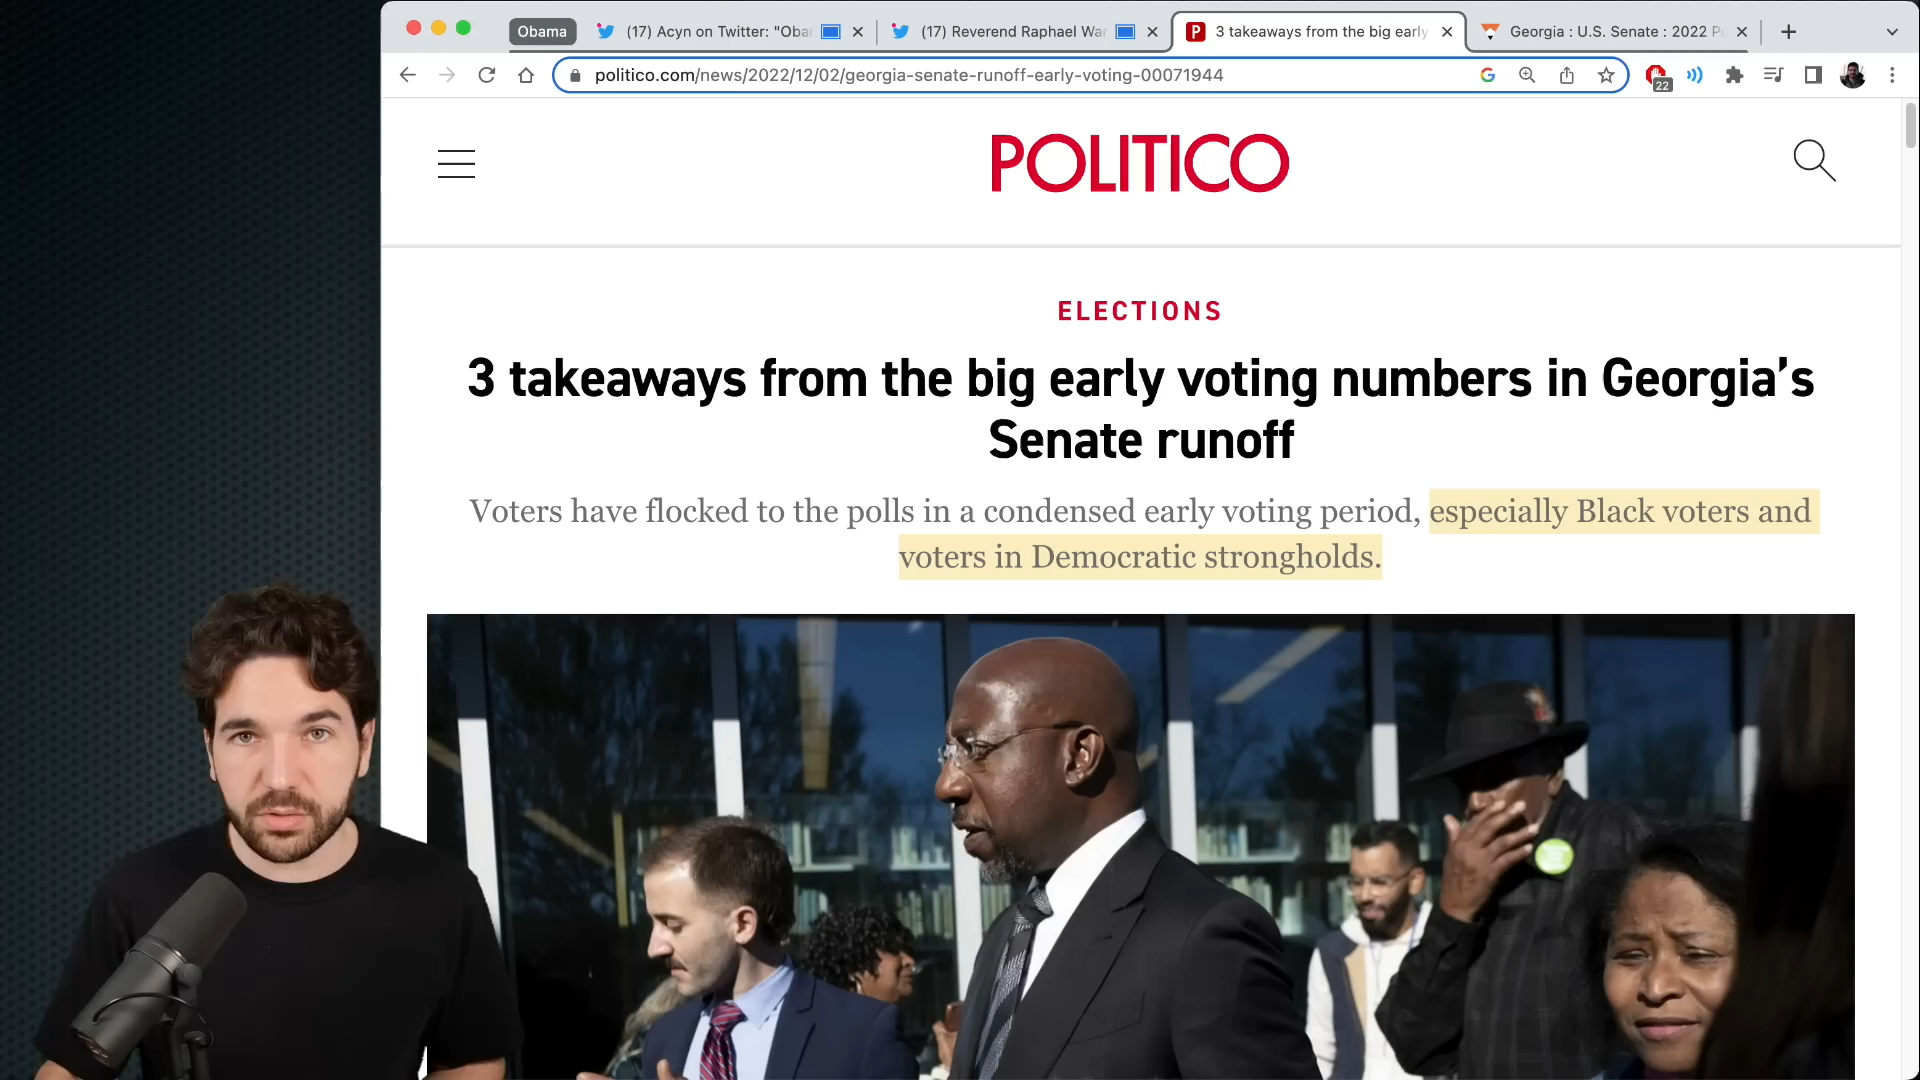 Obama
(17) Acyn on Twitter: "Oba
(17) Reverend Raphael War
3 takeaways from the big early
Georgia : U.S. Senate : 2022 P
politico.com/news/2022/12/02/georgia-senate-runoff-early-voting-00071944
22
POLITICO
ELECTIONS
3 takeaways from the big early voting numbers in Georgia’s
Senate runoff
Voters have flocked to the polls in a condensed early voting period, especially Black voters and
voters in Democratic strongholds.